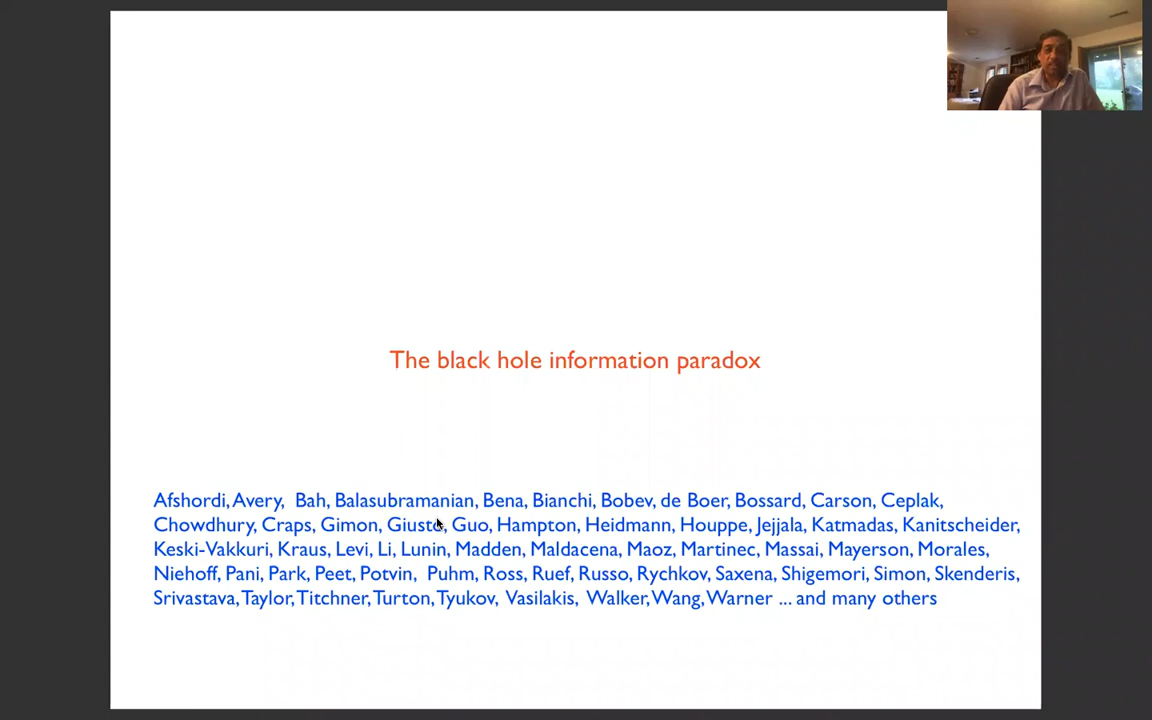 The black hole information paradox
Afshordi, Avery, Bah, Balasubramanian, Bena, Bianchi, Bobev, de Boer, Bossard, Carson, Ceplak,
Chowdhury, Craps, Gimon, Giusto, Guo, Hampton, Heidmann, Houppe, Jejjala, Katmadas, Kanitscheider,
Keski-Vakkuri, Kraus, Levi, Li, Lunin, Madden, Maldacena, Maoz, Martinec, Massai, Mayerson, Morales,
Niehoff, Pani, Park, Peet, Potvin, Puhm, Ross, Ruef, Russo, Rychkov, Saxena, Shigemori, Simon, Skenderis,
Srivastava, Taylor, Titchner, Turton, Tyukov, Vasilakis, Walker, Wang, Warner ... and many others